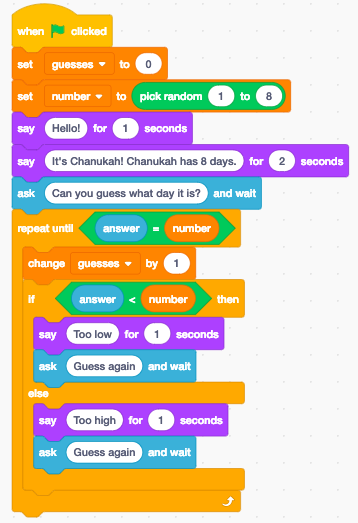 when clicked
set guesses to 0
set number to pick random 1 to 8
say Hello! for 1 seconds
say It's Chanukah! Chanukah has 8 days. for 2 seconds
ask Can you guess what day it is? and wait
repeat until answer = number
change guesses by 1
if answer < number then
say Too low for 1 seconds
ask Guess again and wait
else
say Too high for 1 seconds
ask Guess again and wait